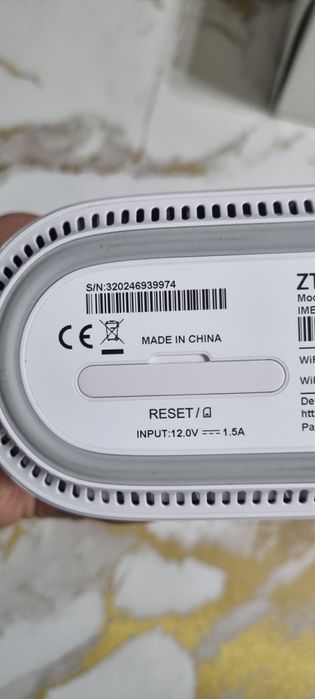 S/N:320246939974
CE
MADE IN CHINA
RESET/
INPUT:12.0V 1.5A
ZT
Mod
IME
WiF
WiF
De
htt
Pa